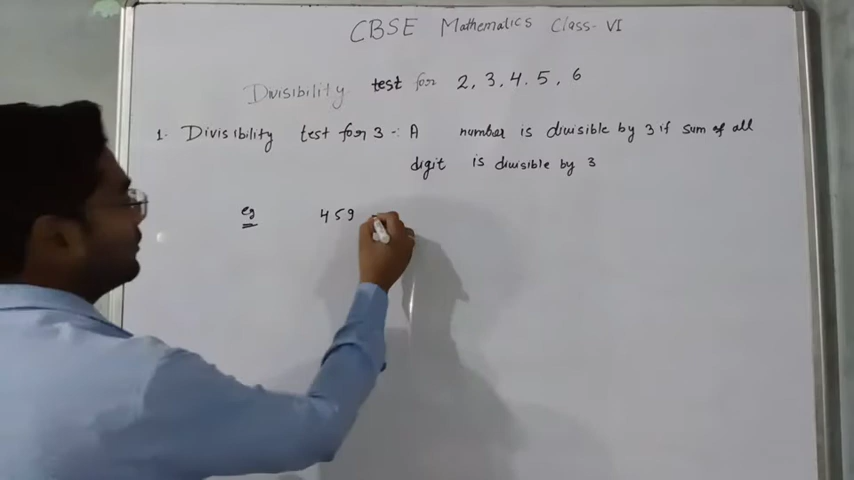 CBSE Mathematics Class- VI
Divisibility test for 2, 3, 4, 5, 6
1. Divisibility test for 3 -: A number is divisible by 3 if sum of all
digit is divisible by 3
eg 459